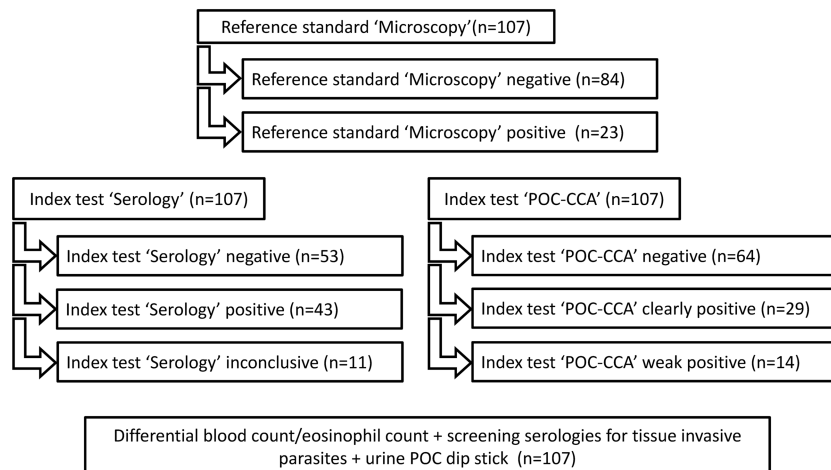 Reference standard ‘Microscopy’(n=107)
Reference standard ‘Microscopy’ negative (n=84)
Reference standard ‘Microscopy’ positive  (n=23)
Index test ‘Serology’ (n=107)
Index test ‘Serology’ negative (n=53)
Index test ‘Serology’ positive (n=43)
Index test ‘Serology’ inconclusive (n=11)
Index test ‘POC-CCA’ (n=107)
Index test ‘POC-CCA’ negative (n=64)
Index test ‘POC-CCA’ clearly positive (n=29)
Index test ‘POC-CCA’ weak positive (n=14)
Differential blood count/eosinophil count + screening serologies for tissue invasive
parasites + urine POC dip stick  (n=107)